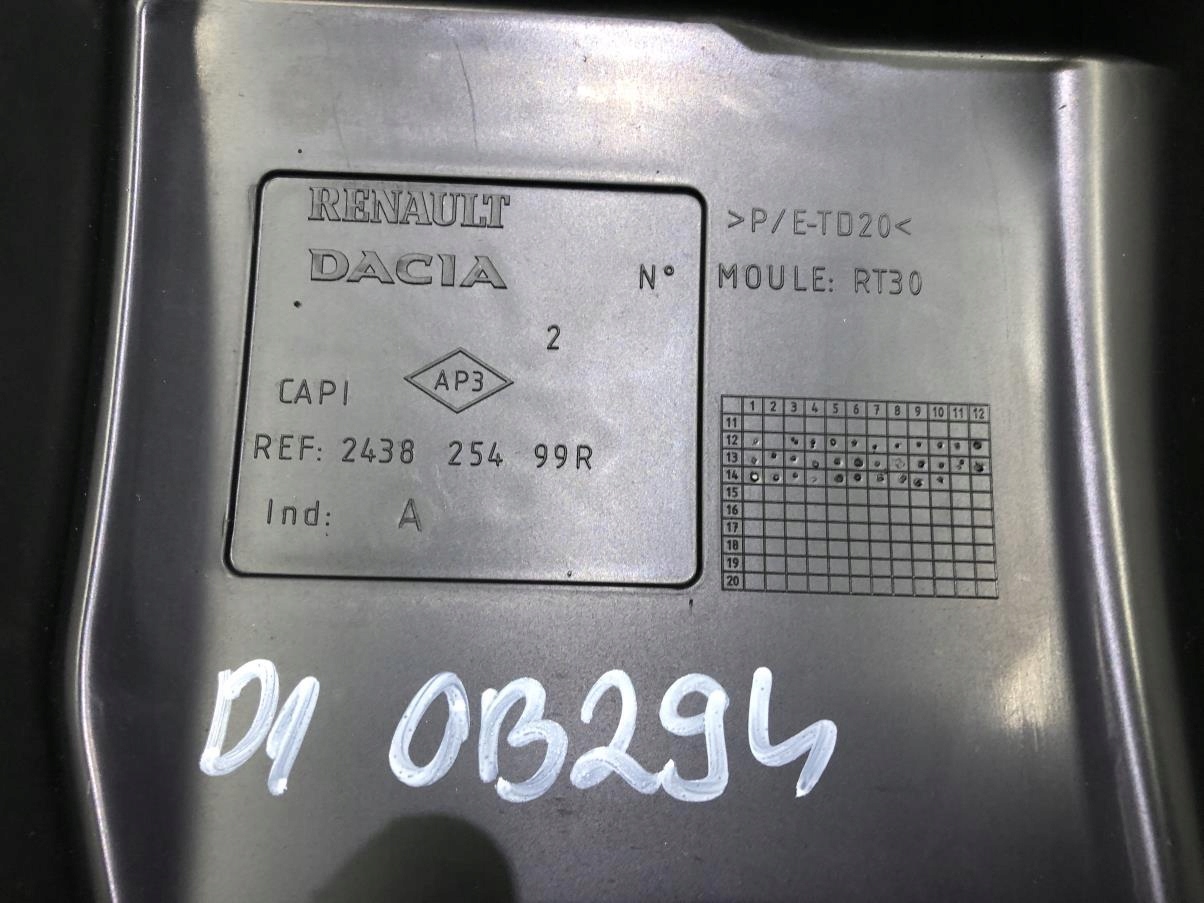 RENAULT
DACIA
N°
2
CAPI
AP3
REF: 2438 254 99R
Ind: A
>P/E-TD20<
MOULE: RT30
1 2 3 4 5 6 7 8 9 10 11 12
11
12
13
14
15
16
17
18
19
20
D1 0B294